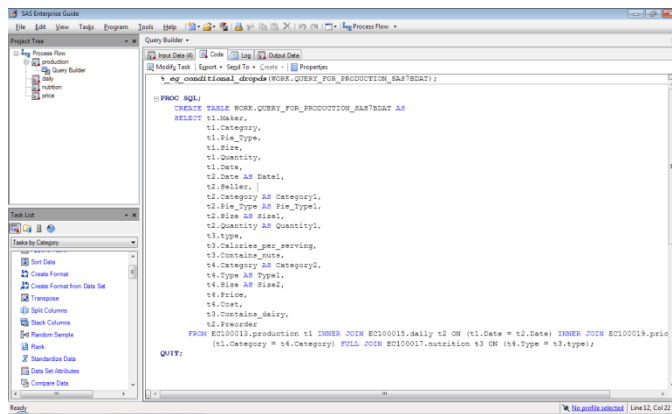 SAS Enterprise Guide
File Edit View Tasks Program Tools Help Process Flow
Project Tree
Process Flow
production
Query Builder
daily
nutrition
price
Query Builder
Input Data (4) Code Log Output Data
Modify Task Export Send To Create Properties
%_eg_conditional_dropds(WORK.QUERY_FOR_PRODUCTION_SAS7BDAT);
PROC SQL;
CREATE TABLE WORK.QUERY_FOR_PRODUCTION_SAS7BDAT AS
SELECT t1.Maker,
t1.Category,
t1.Pie_Type,
t1.Size,
t1.Quantity,
t1.Date,
t2.Date AS Date1,
t2.Seller,
t2.Category AS Category1,
t2.Pie_Type AS Pie_Type1,
t2.Size AS Size1,
t2.Quantity AS Quantity1,
t3.type,
t3.Calories_per_serving,
t3.Contains_nuts,
t4.Category AS Category2,
t4.Type AS Type1,
t4.Size AS Size2,
t4.Price,
t4.Cost,
t3.Contains_dairy,
t2.Preorder
FROM EC100013.production t1 INNER JOIN EC100015.daily t2 ON (t1.Date = t2.Date) INNER JOIN EC100019.pric
(t1.Category = t4.Category) FULL JOIN EC100017.nutrition t3 ON (t4.Type = t3.type);
QUIT;
Task List
Tasks by Category
Sort Data
Create Format
Create Format from Data Set
Transpose
Split Columns
Stack Columns
Random Sample
Rank
Standardize Data
Data Set Attributes
Compare Data
Ready
No profile selected Line 12, Col 22